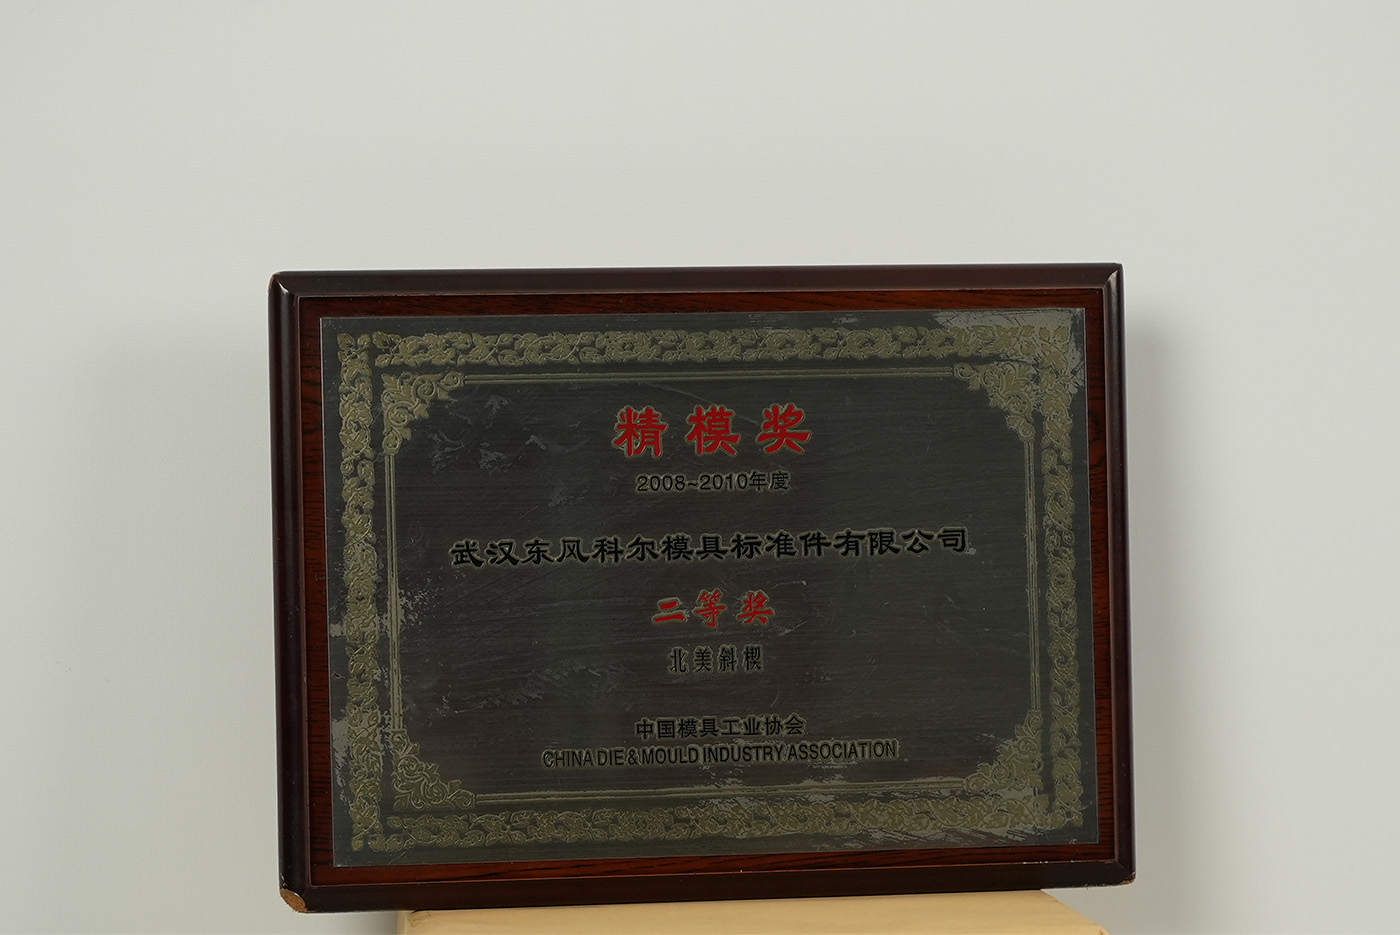 精模奖
2008~2010年度
武汉东风科尔模具标准件有限公司
二等奖
北美斜楔
中国模具工业协会
CHINA DIE & MOULD INDUSTRY ASSOCIATION